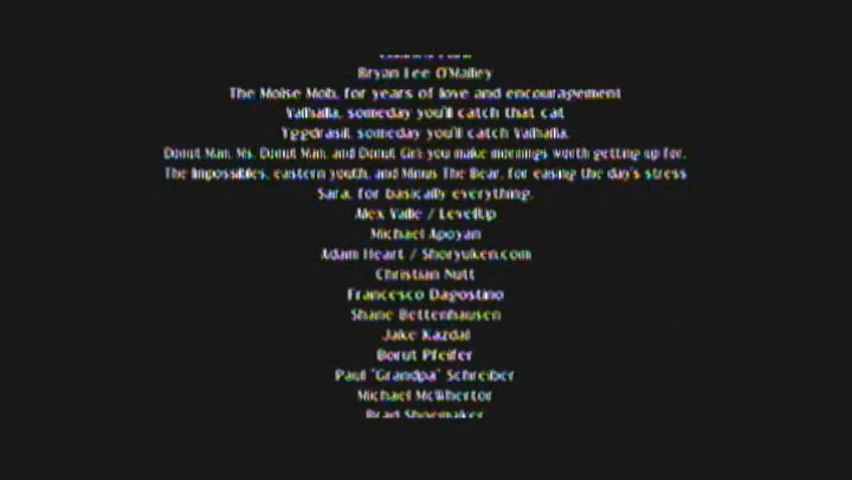 Bryan Lee O'Malley
The Moise Mob, for years of love and encouragement
Valhalla, someday you'll catch that cat
Yggdrasil, someday you'll catch Valhalla.
Donut Man, Ms. Donut Man, and Donut Girl: you make mornings worth getting up for.
The Impossibles, eastern youth, and Minus The Bear, for easing the day's stress
Sara, for basically everything.
Alex Valle / LevelUp
Michael Apoyan
Adam Heart / Shoryuken.com
Christian Nutt
Francesco Dagostino
Shane Bettenhausen
Jake Kazdal
Borut Pfeifer
Paul "Grandpa" Schreiber
Michael McWhertor
Brad Shoemaker